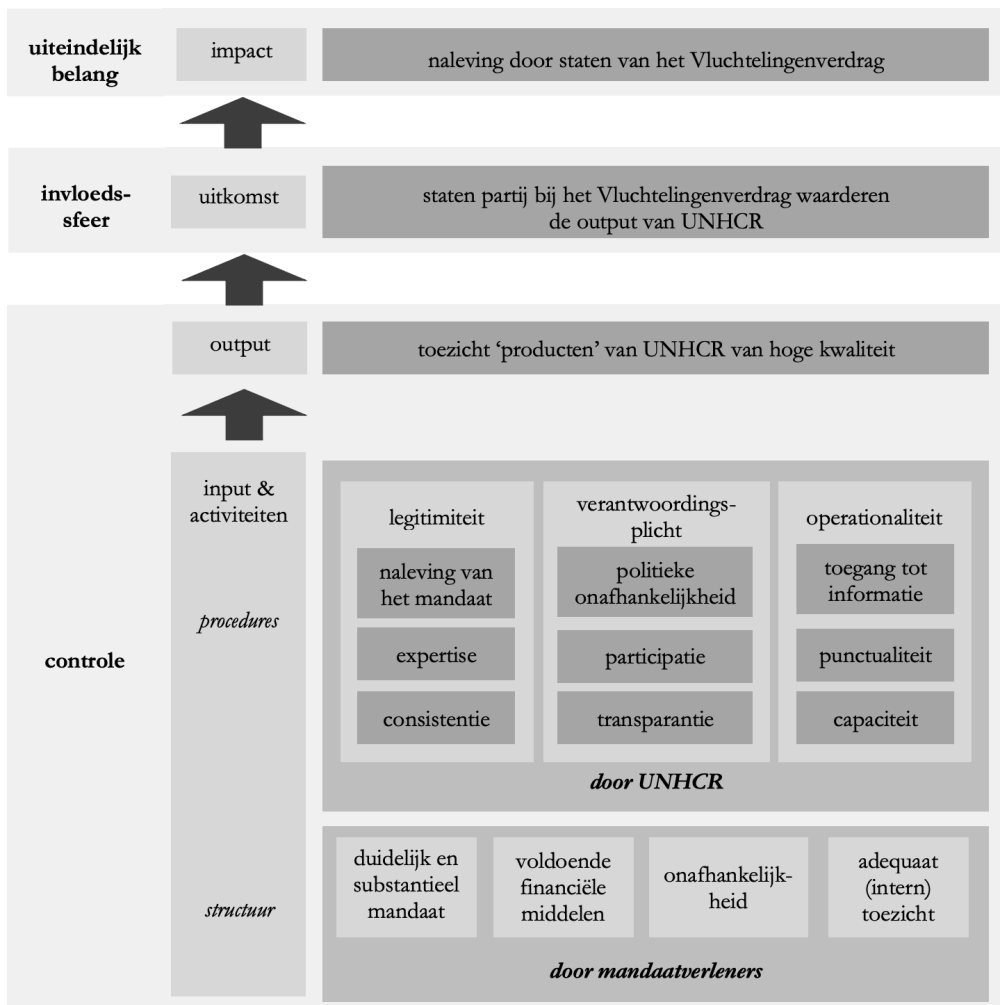 uiteindelijk
belang
impact
naleving door staten van het Vluchtelingenverdrag
invloeds-
sfeer
uitkomst
staten partij bij het Vluchtelingenverdrag waarderen
de output van UNHCR
controle
output
toezicht ‘producten’ van UNHCR van hoge kwaliteit
input &
activiteiten
procedures
legitimiteit
naleving van
het mandaat
expertise
consistentie
verantwoordings-
plicht
politieke
onafhankelijkheid
participatie
transparantie
operationaliteit
toegang tot
informatie
punctualiteit
capaciteit
door UNHCR
structuur
duidelijk en
substantieel
mandaat
voldoende
financiële
middelen
onafhankelijk-
heid
adequaat
(intern)
toezicht
door mandaatverleners